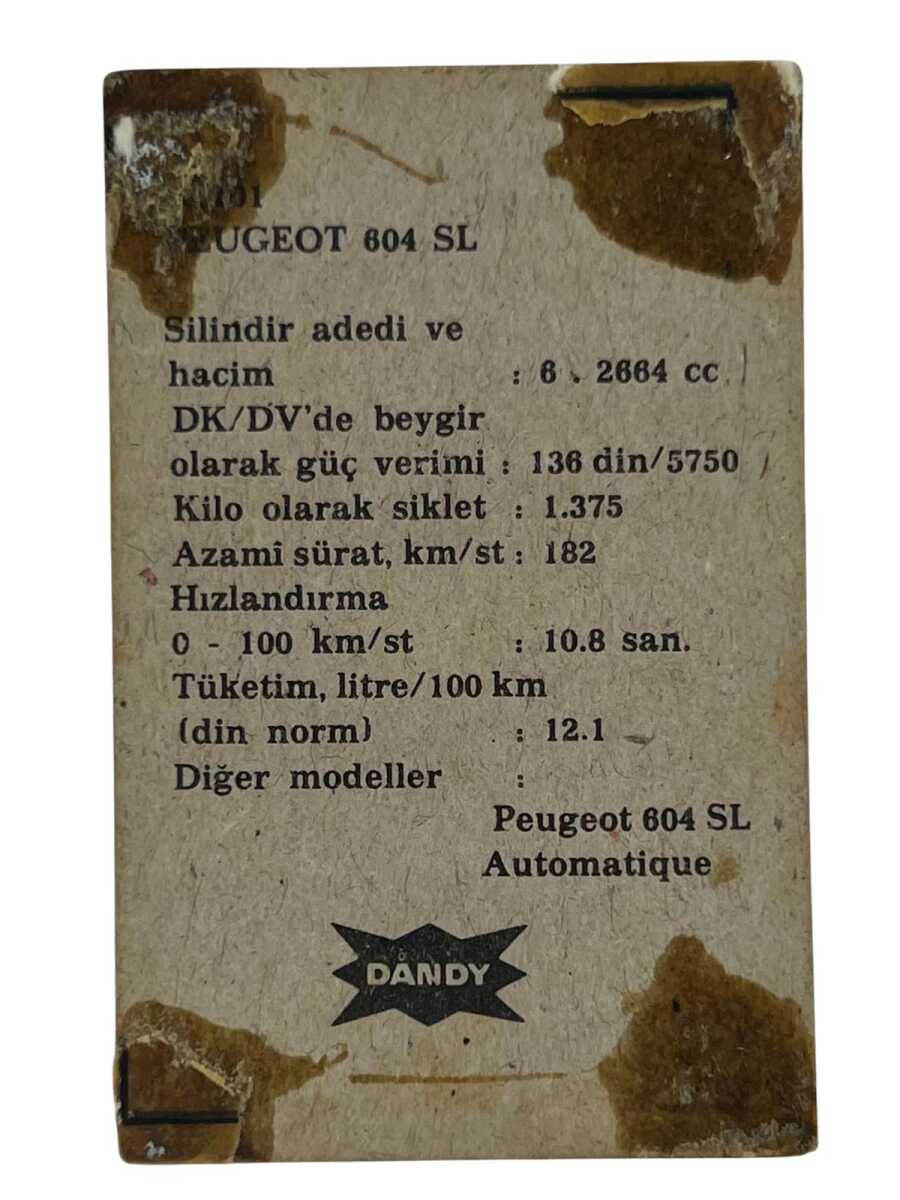 PEUGEOT 604 SL
Silindir adedi ve
hacim : 6 . 2664 cc
DK/DV'de beygir
olarak güç verimi : 136 din/5750
Kilo olarak siklet : 1.375
Azamî sürat, km/st : 182
Hızlandırma
0 - 100 km/st : 10.8 san.
Tüketim, litre/100 km
(din norm) : 12.1
Diğer modeller :
Peugeot 604 SL
Automatique
DANDY